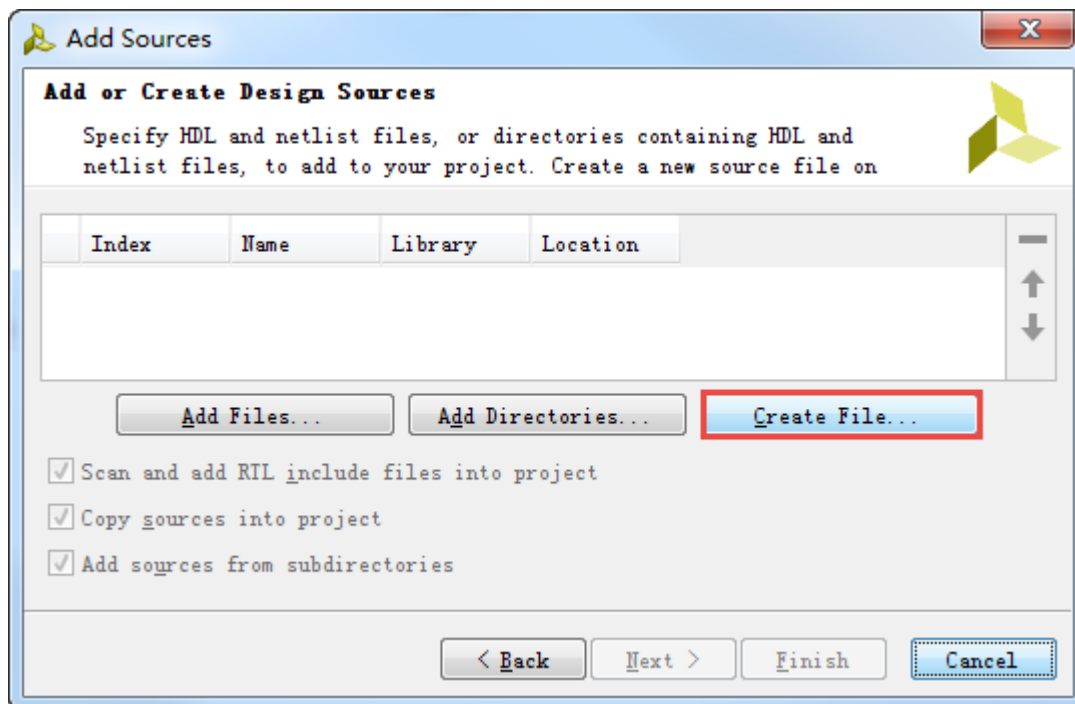 Add Sources
Add or Create Design Sources
Specify HDL and netlist files, or directories containing HDL and
netlist files, to add to your project. Create a new source file on
Index Name Library Location
Add Files... Add Directories... Create File...
Scan and add RTL include files into project
Copy sources into project
Add sources from subdirectories
< Back Next > Finish Cancel